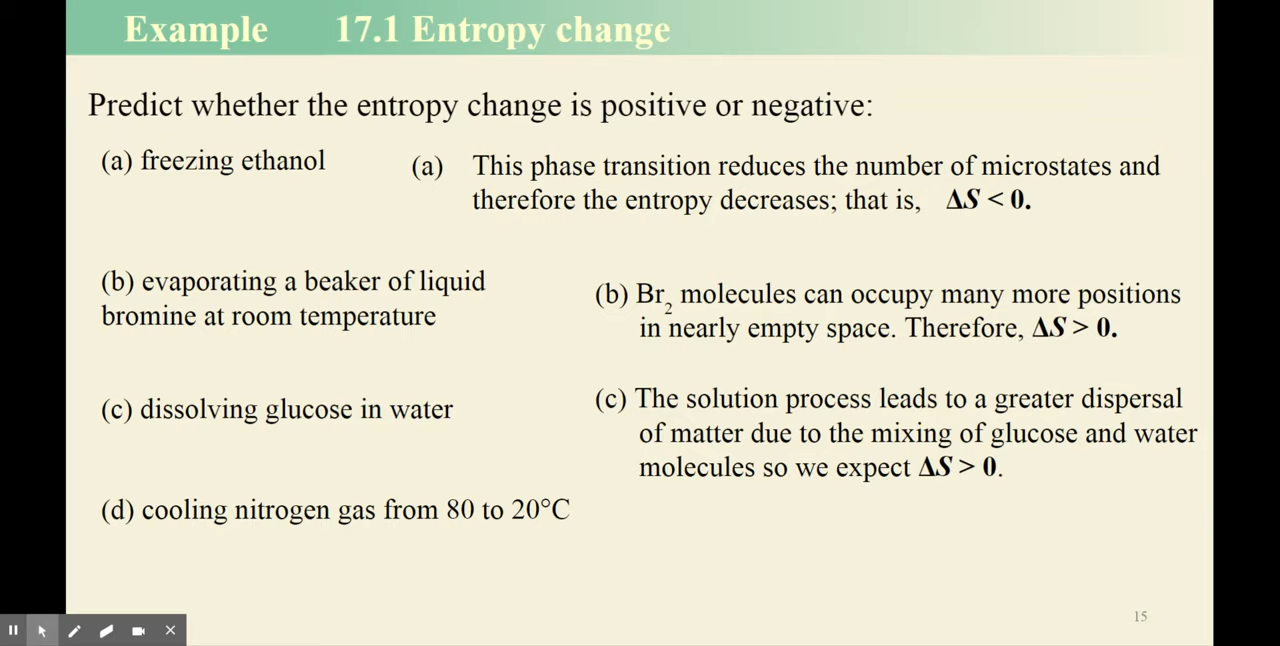 Example 17.1 Entropy change
Predict whether the entropy change is positive or negative:
(a) freezing ethanol
(a) This phase transition reduces the number of microstates and
therefore the entropy decreases; that is, ΔS < 0.
(b) evaporating a beaker of liquid
bromine at room temperature
(b) Br₂ molecules can occupy many more positions
in nearly empty space. Therefore, ΔS > 0.
(c) dissolving glucose in water
(c) The solution process leads to a greater dispersal
of matter due to the mixing of glucose and water
molecules so we expect ΔS > 0.
(d) cooling nitrogen gas from 80 to 20°C
15